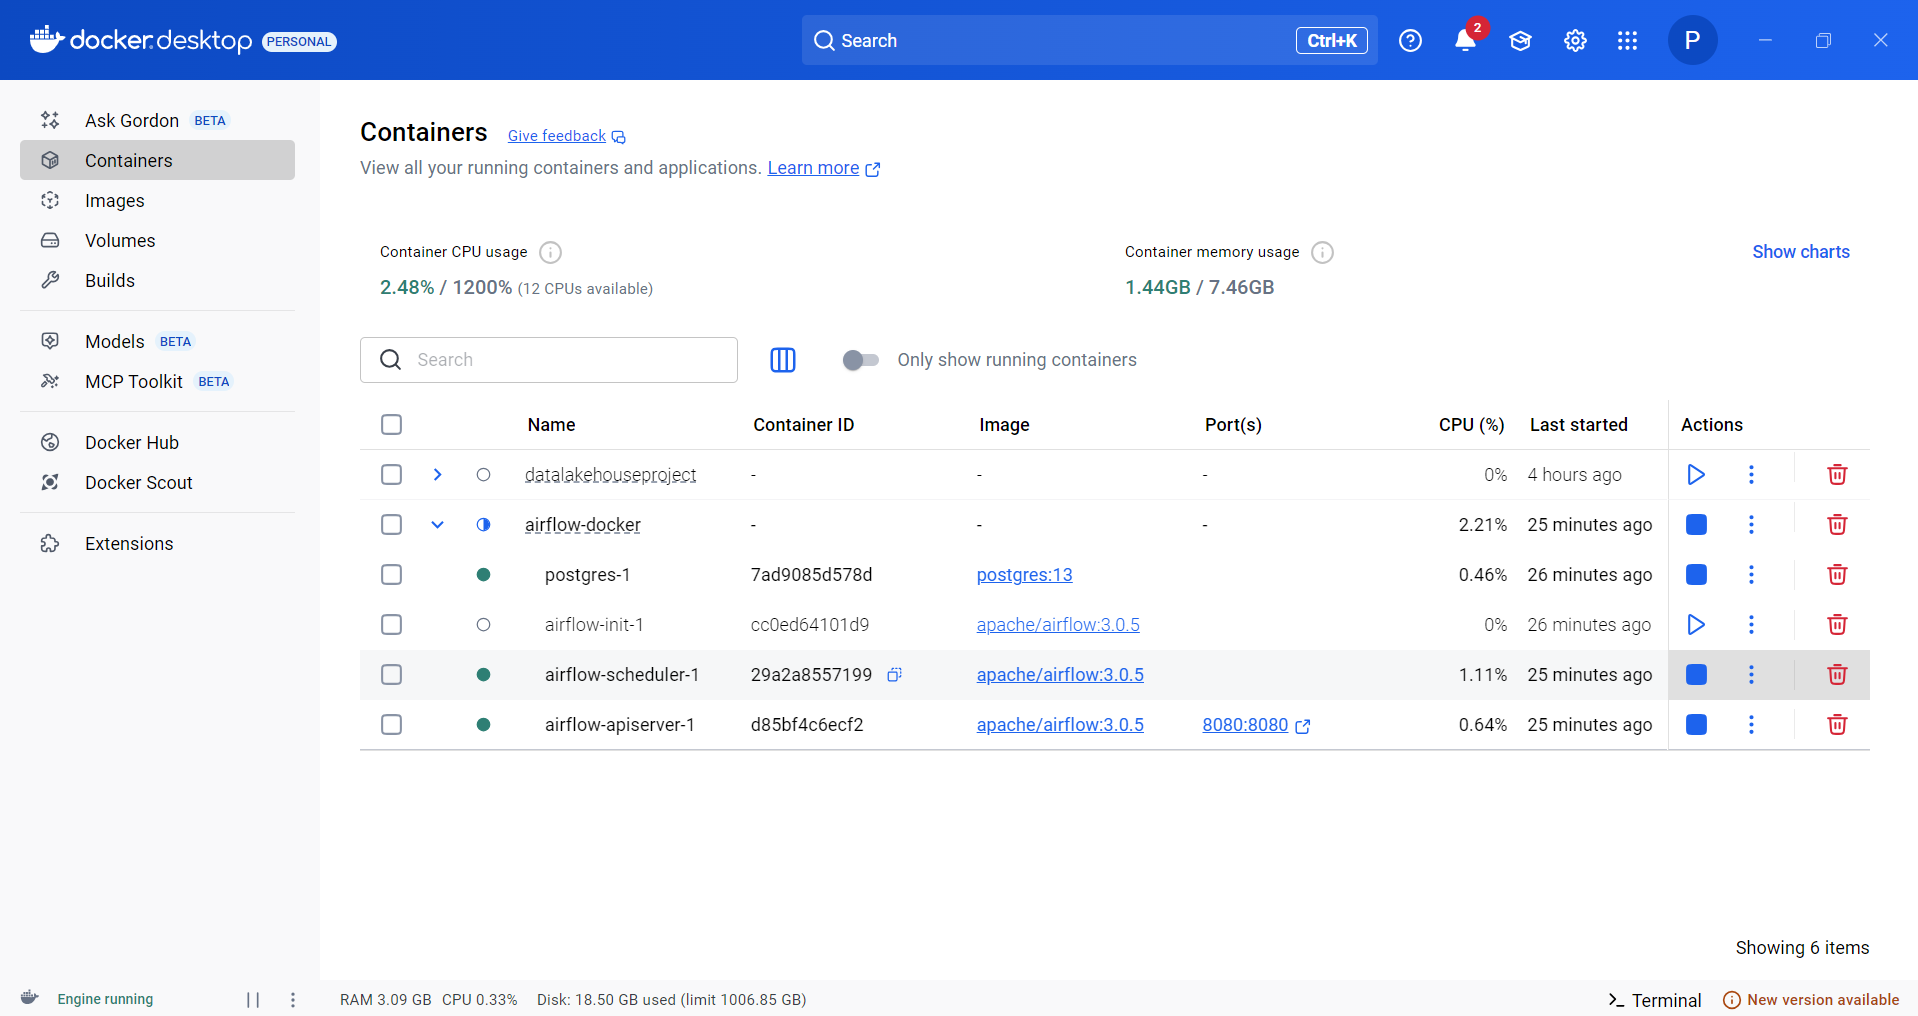 docker.desktop PERSONAL
Search Ctrl+K
2
P
Ask Gordon BETA
Containers
Images
Volumes
Builds
Models BETA
MCP Toolkit BETA
Docker Hub
Docker Scout
Extensions
Containers Give feedback
View all your running containers and applications. Learn more
Container CPU usage
2.48% / 1200% (12 CPUs available)
Container memory usage
1.44GB / 7.46GB
Show charts
Search
Only show running containers
Name Container ID Image Port(s) CPU (%) Last started Actions
datalakehouseproject - - - 0% 4 hours ago
airflow-docker - - - 2.21% 25 minutes ago
postgres-1 7ad9085d578d postgres:13 0.46% 26 minutes ago
airflow-init-1 cc0ed64101d9 apache/airflow:3.0.5 0% 26 minutes ago
airflow-scheduler-1 29a2a8557199 apache/airflow:3.0.5 1.11% 25 minutes ago
airflow-apiserver-1 d85bf4c6ecf2 apache/airflow:3.0.5 8080:8080 0.64% 25 minutes ago
Showing 6 items
Engine running
RAM 3.09 GB CPU 0.33% Disk: 18.50 GB used (limit 1006.85 GB)
Terminal
New version available